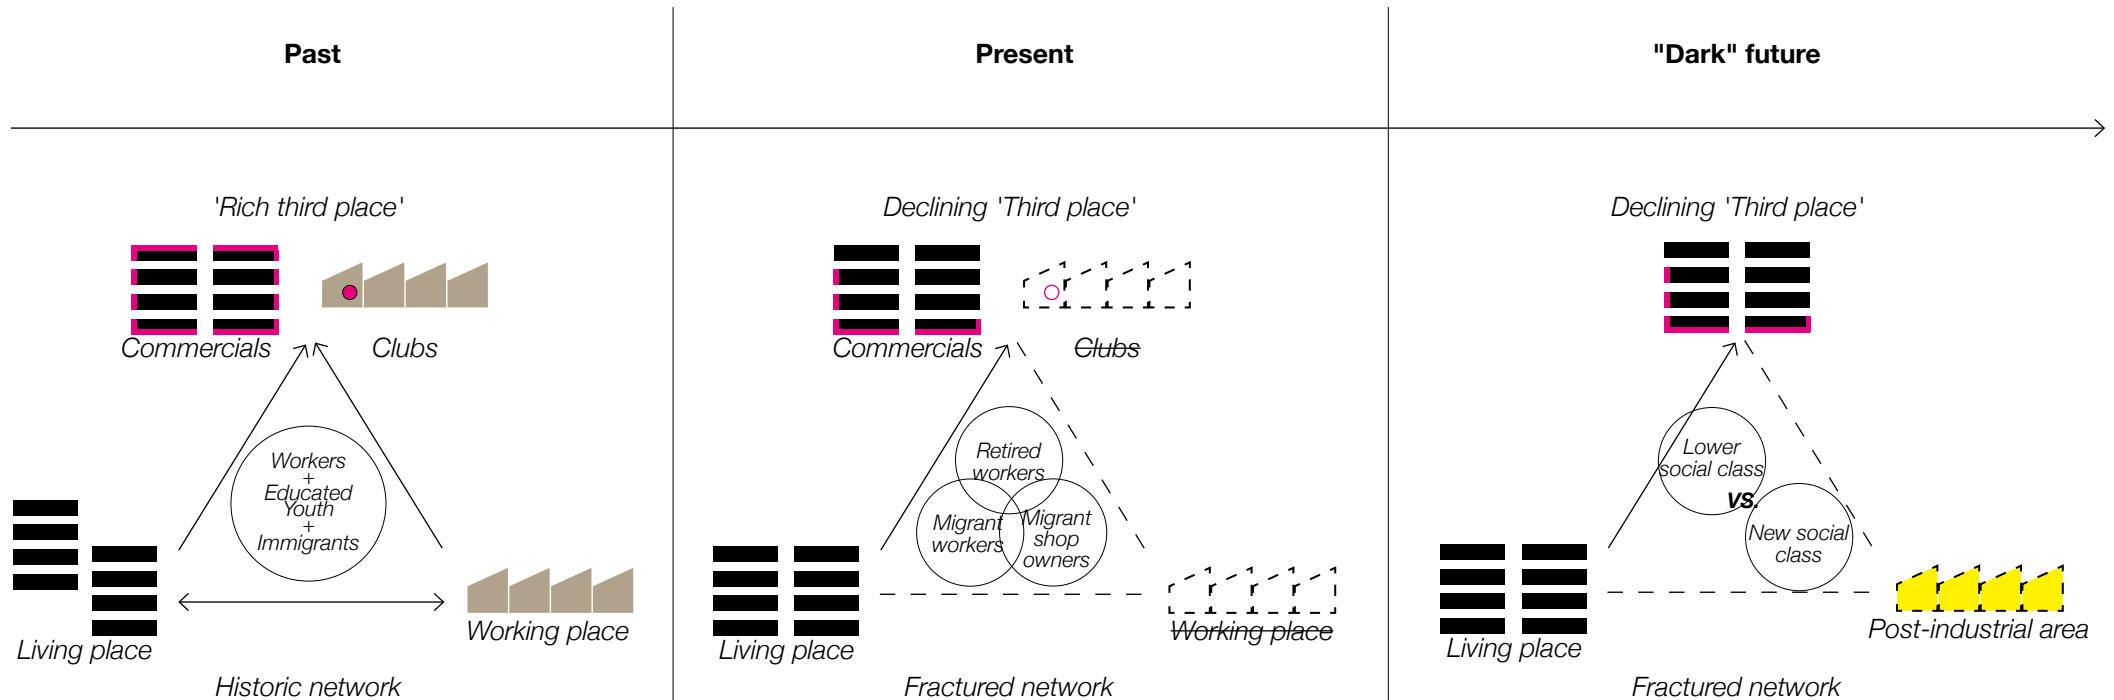 Past
Present
"Dark" future
'Rich third place'
Commercials
Clubs
Workers
+
Educated
Youth
+
Immigrants
Living place
Working place
Historic network
Declining 'Third place'
Commercials
Clubs
Retired
workers
Migrant
workers
Migrant
shop
owners
Living place
Working place
Fractured network
Declining 'Third place'
Lower
social class
VS.
New social
class
Living place
Post-industrial area
Fractured network